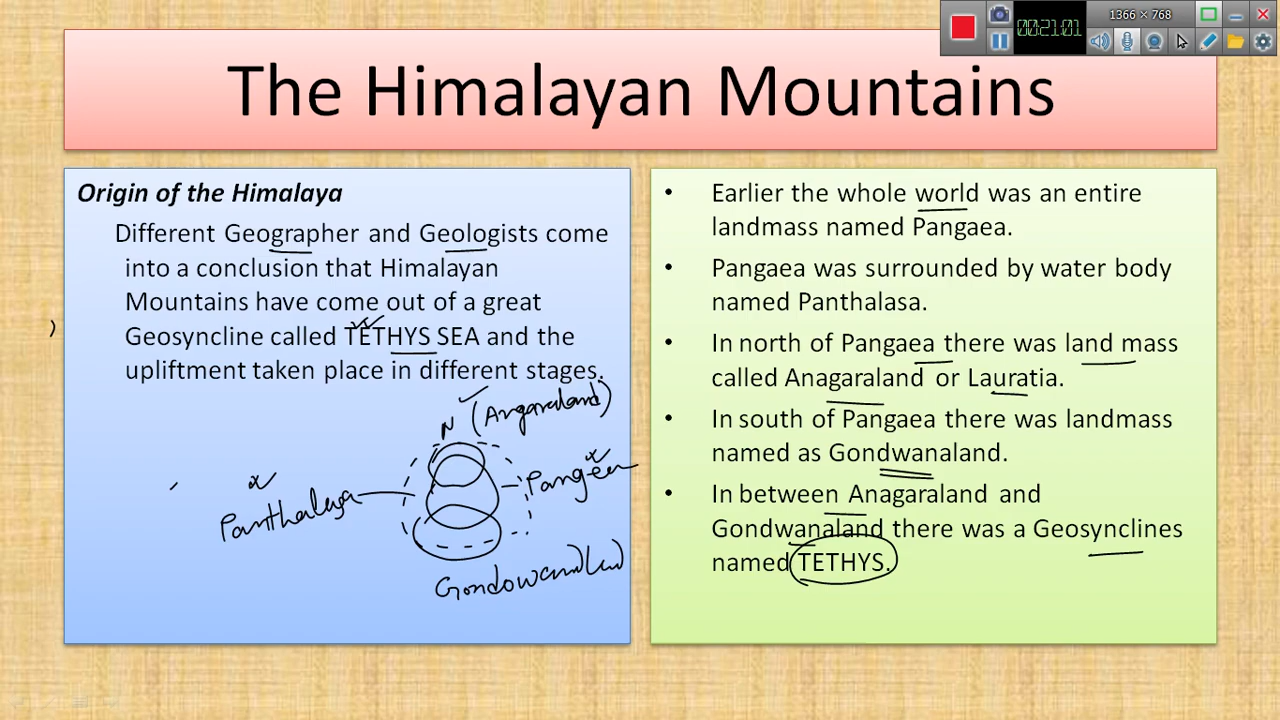 1366 × 768
00:21:01
The Himalayan Mountains
Origin of the Himalaya
Different Geographer and Geologists come
into a conclusion that Himalayan
Mountains have come out of a great
Geosyncline called TETHYS SEA and the
upliftment taken place in different stages.
N (Angaraland)
Pangea
Panthalaya
Gondowandland
• Earlier the whole world was an entire
landmass named Pangaea.
• Pangaea was surrounded by water body
named Panthalasa.
• In north of Pangaea there was land mass
called Anagaraland or Lauratia.
• In south of Pangaea there was landmass
named as Gondwanaland.
• In between Anagaraland and
Gondwanaland there was a Geosynclines
named TETHYS.